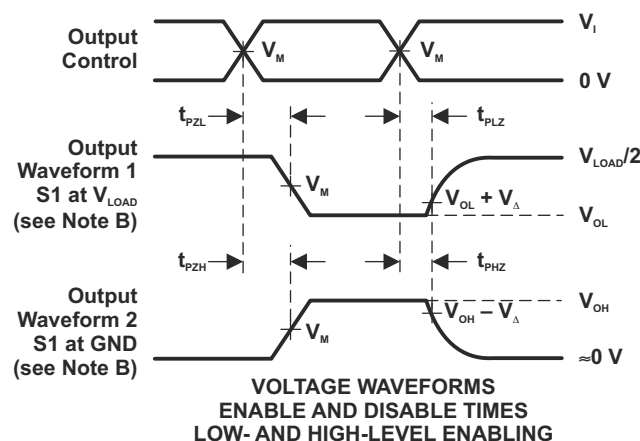 Output
Control
V_M
V_M
V_I
0 V
t_PZL
t_PLZ
Output
Waveform 1
S1 at V_LOAD
(see Note B)
V_M
V_OL + V_Δ
V_LOAD/2
V_OL
t_PZH
t_PHZ
Output
Waveform 2
S1 at GND
(see Note B)
V_M
V_OH – V_Δ
V_OH
≈0 V
VOLTAGE WAVEFORMS
ENABLE AND DISABLE TIMES
LOW- AND HIGH-LEVEL ENABLING